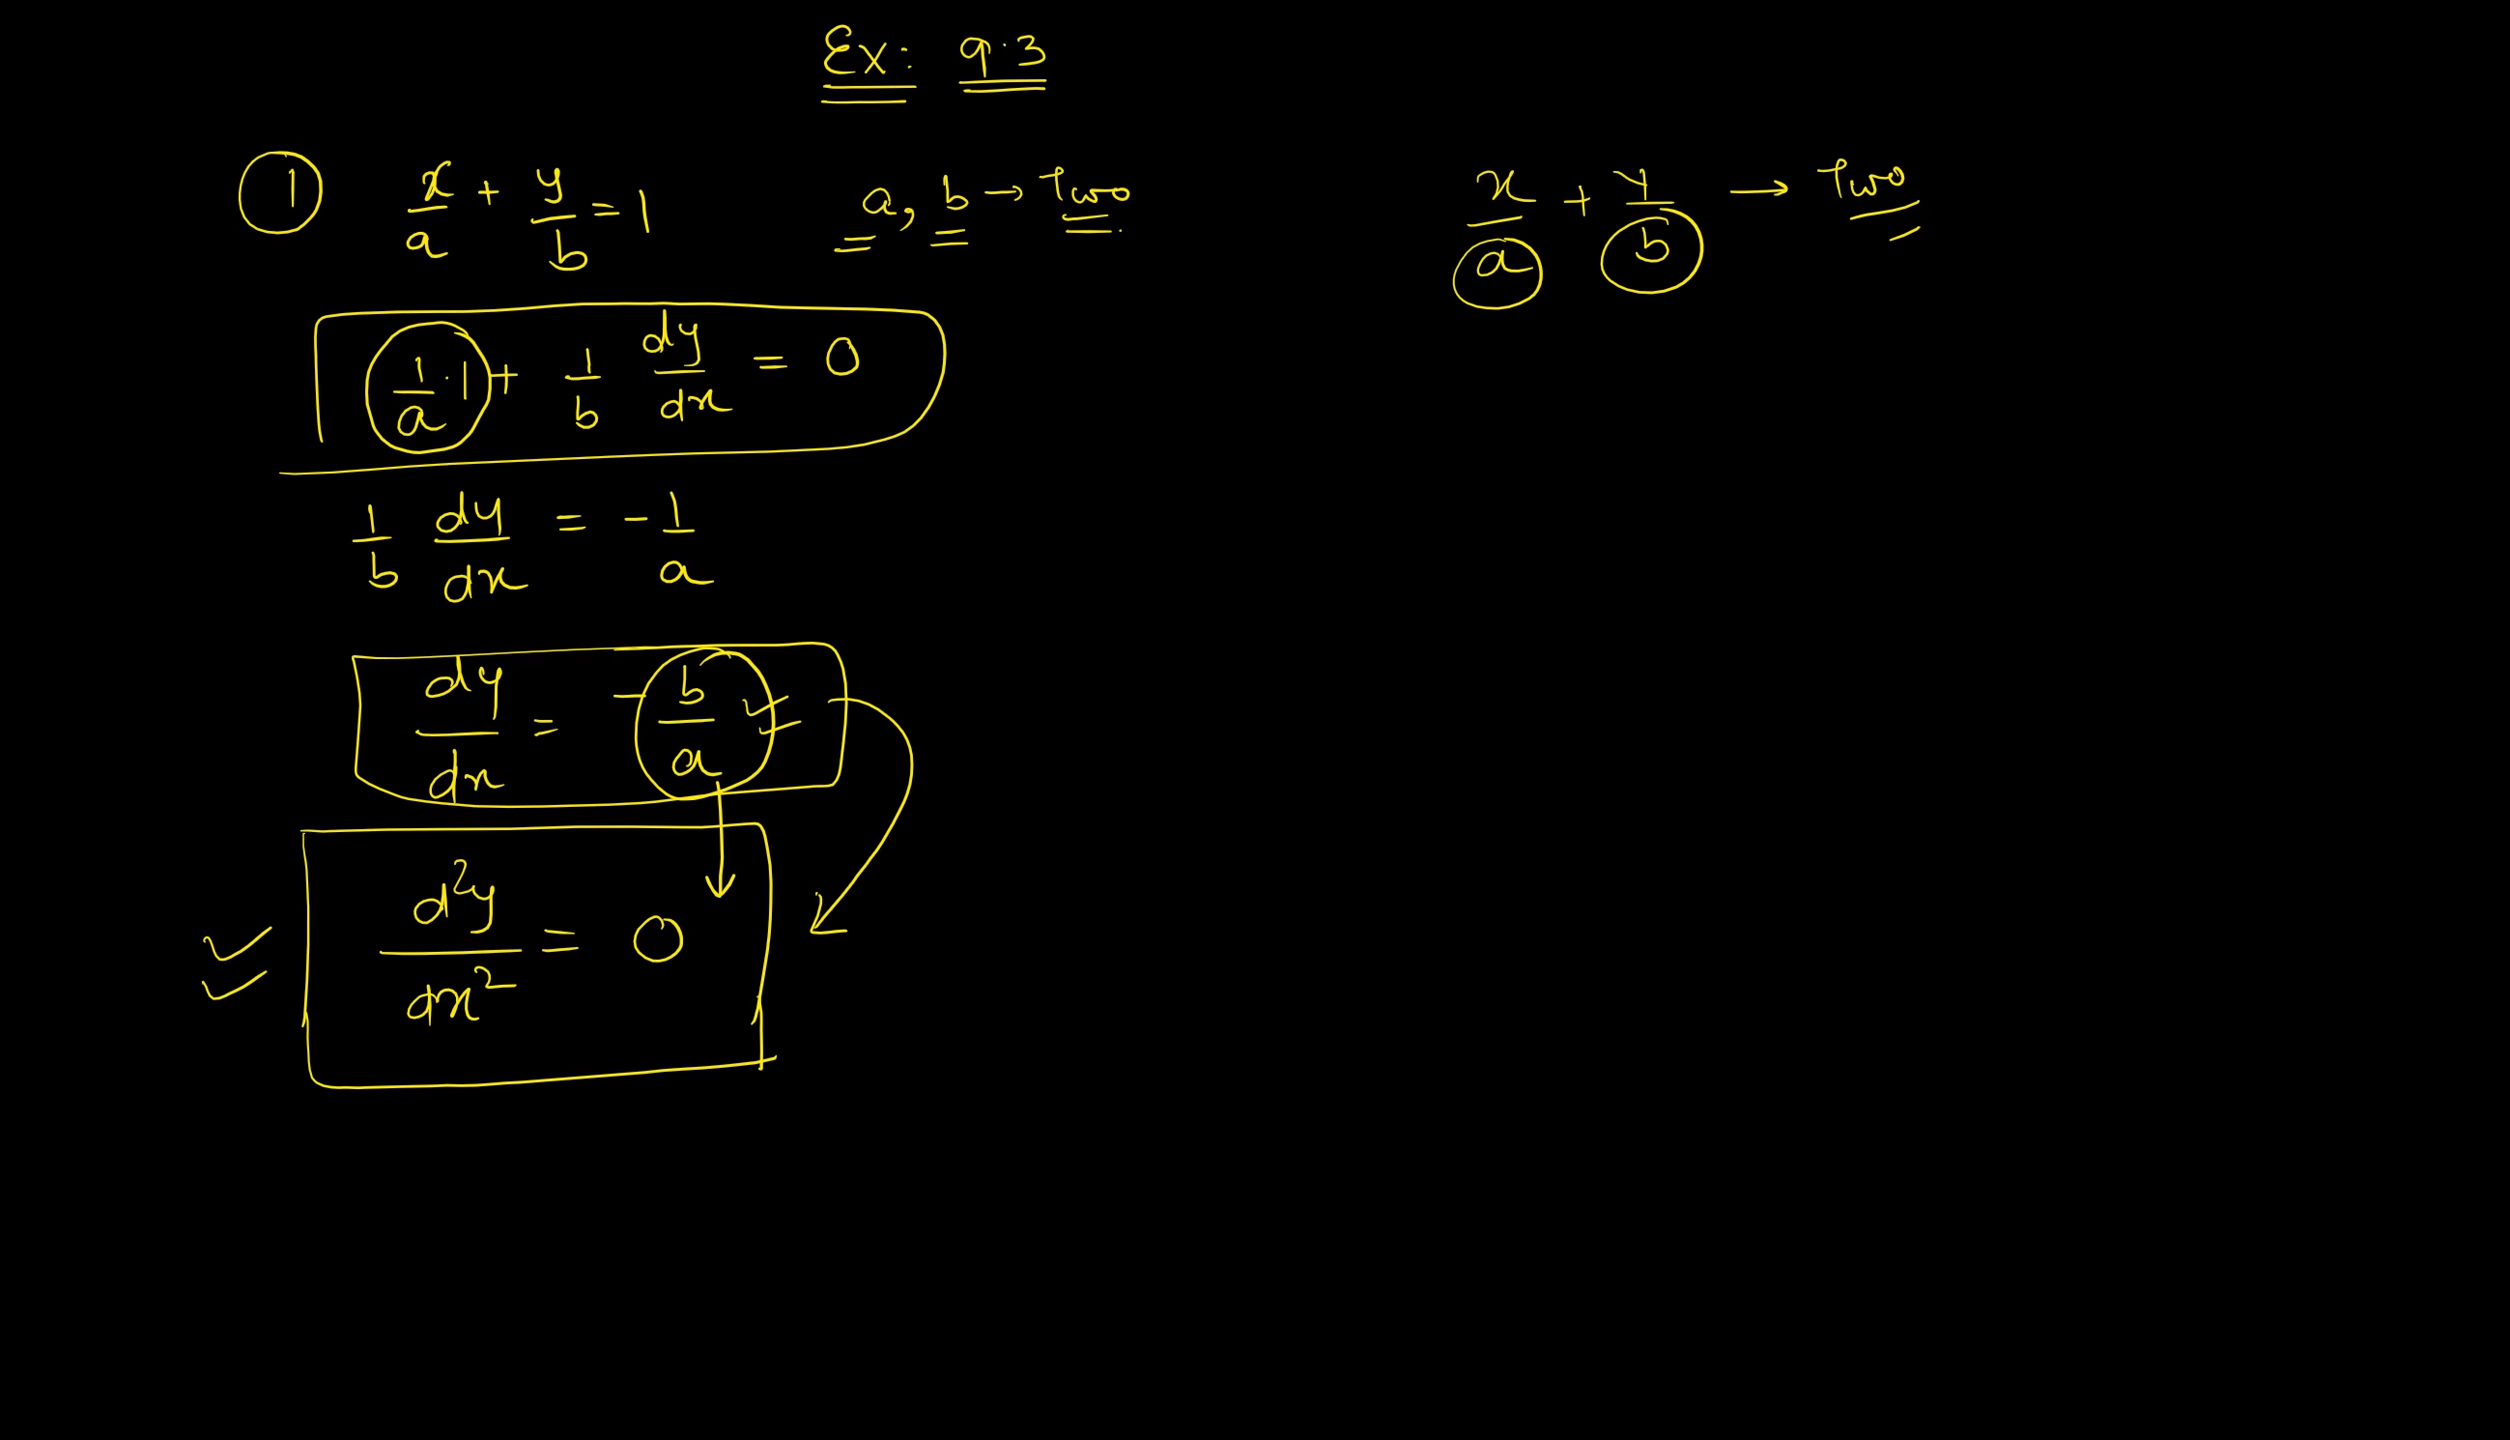 Ex: 9.3
① x/a + y/b = 1 a, b → two x/a + y/b → Two
1/a · 1 + 1/b dy/dx = 0
1/b dy/dx = - 1/a
dy/dx = - b/a
d²y/dx² = 0